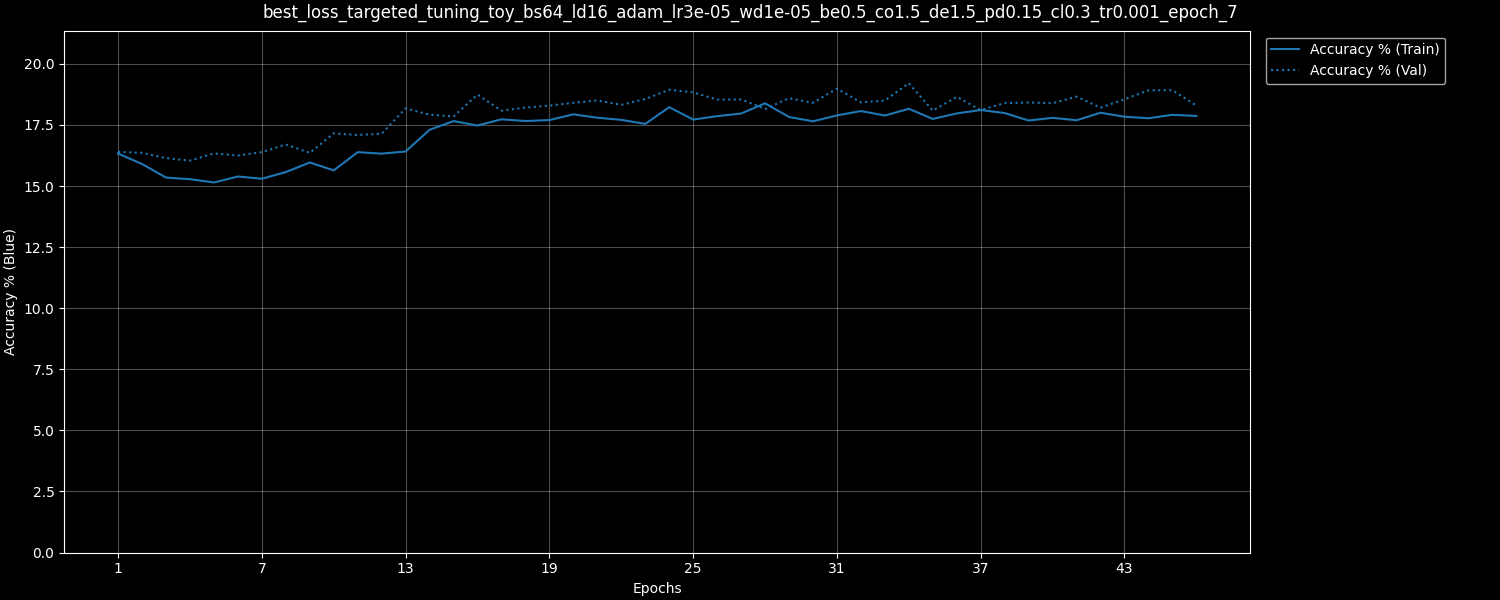 best_loss_targeted_tuning_toy_bs64_ld16_adam_lr3e-05_wd1e-05_be0.5_co1.5_de1.5_pd0.15_cl0.3_tr0.001_epoch_7
Accuracy % (Train)
Accuracy % (Val)
20.0
17.5
15.0
12.5
10.0
7.5
5.0
2.5
0.0
Accuracy % (Blue)
1 7 13 19 25 31 37 43
Epochs